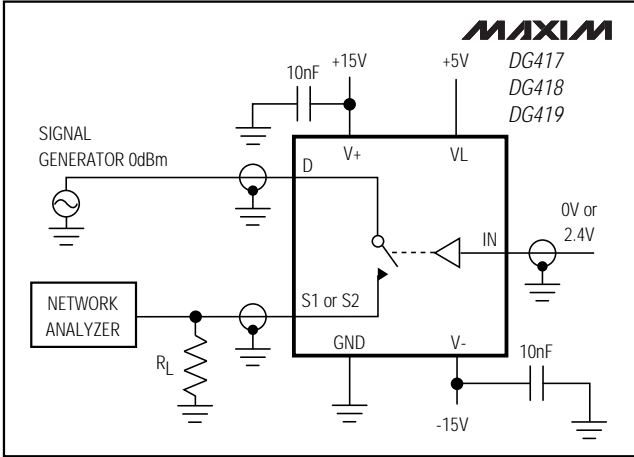 MAXIM
DG417
DG418
DG419
+15V
+5V
10nF
SIGNAL
GENERATOR 0dBm
D
V+
VL
IN
0V or
2.4V
NETWORK
ANALYZER
S1 or S2
RL
GND
V-
10nF
-15V